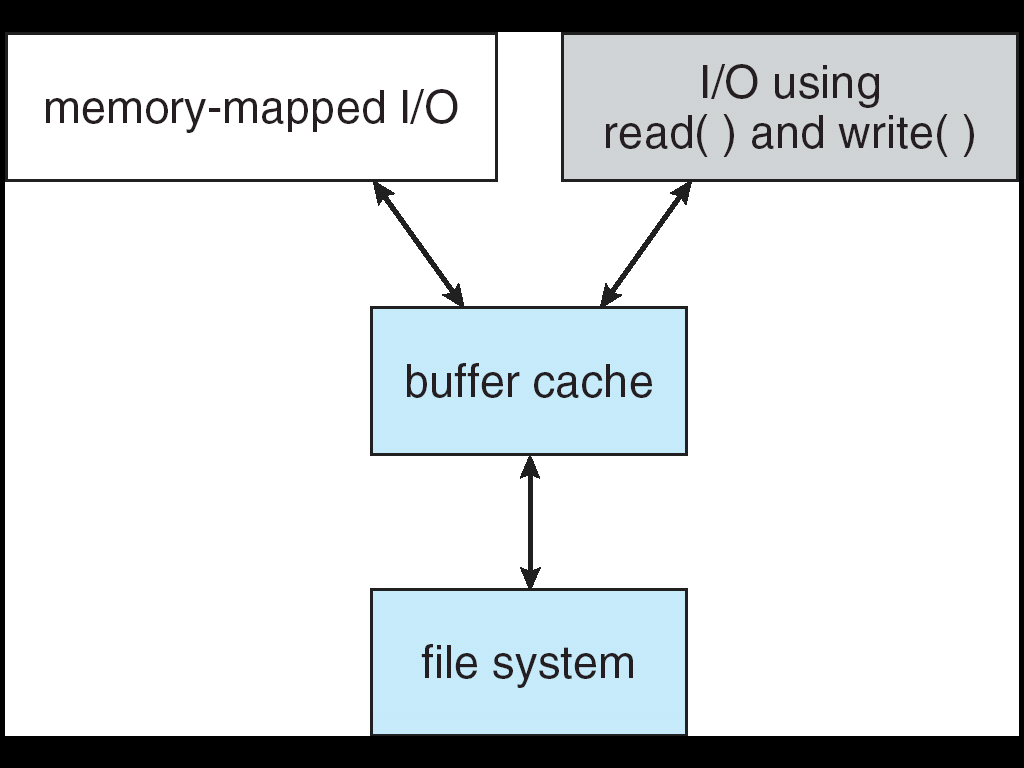 memory-mapped I/O
I/O using
read( ) and write( )
buffer cache
file system